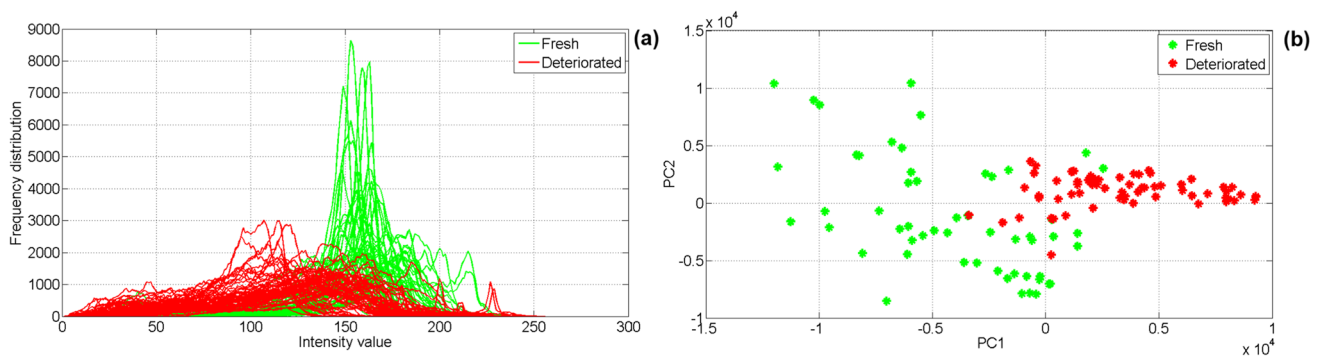 (a)
Fresh
Deteriorated
Frequency distribution
9000
8000
7000
6000
5000
4000
3000
2000
1000
0
0 50 100 150 200 250 300
Intensity value
(b)
x 10^4
Fresh
Deteriorated
PC2
1.5
1
0.5
0
-0.5
-1
-1.5 -1 -0.5 0 0.5 1
PC1
x 10^4